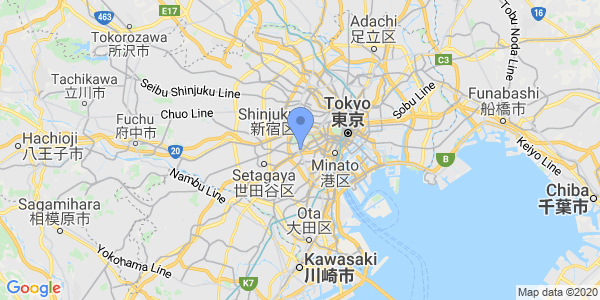 463
E17
Adachi
足立区
Tokorozawa
所沢市
16
Tobu Noda Line
Tachikawa
立川市
Seibu Shinjuku Line
C3
Funabashi
船橋市
Chuo Line
Shinjuku
新宿区
Tokyo
東京
Sobu Line
Fuchu
府中市
Hachioji
八王子市
20
Minato
港区
B
Keiyo Line
Setagaya
世田谷区
Nambu Line
Chiba
千葉市
Sagamihara
相模原市
Ota
大田区
Yokohama Line
Kawasaki
川崎市
K7
Google
Map data ©2020